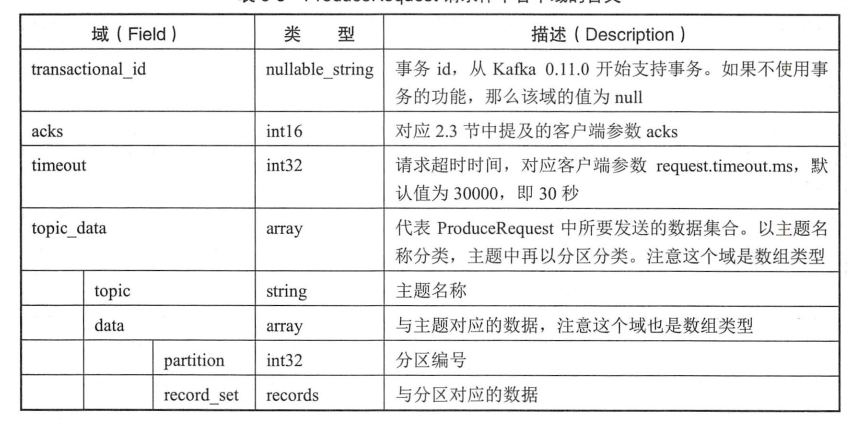 域（Field） 类 型 描述（Description）
transactional_id nullable_string 事务 id，从 Kafka 0.11.0 开始支持事务。如果不使用事
务的功能，那么该域的值为 null
acks int16 对应 2.3 节中提及的客户端参数 acks
timeout int32 请求超时时间，对应客户端参数 request.timeout.ms，默
认值为 30000，即 30 秒
topic_data array 代表 ProduceRequest 中所要发送的数据集合。以主题名
称分类，主题中再以分区分类。注意这个域是数组类型
topic string 主题名称
data array 与主题对应的数据，注意这个域也是数组类型
partition int32 分区编号
record_set records 与分区对应的数据